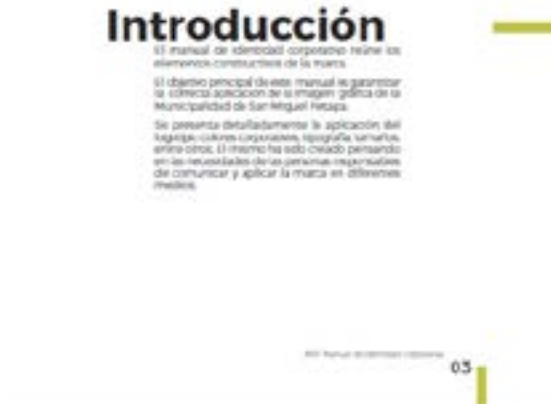 Introducción
El manual de identidad corporativo reúne los
elementos constructivos de la marca.
El objetivo principal de este manual es garantizar
la correcta aplicación de la imagen gráfica de la
Municipalidad de San Miguel Petapa.
Se presenta detalladamente la aplicación del
logotipo, colores corporativos, tipografía, tamaños,
entre otros. El mismo ha sido creado pensando
en las necesidades de las personas responsables
de comunicar y aplicar la marca en diferentes
medios.
Manual de Identidad
03